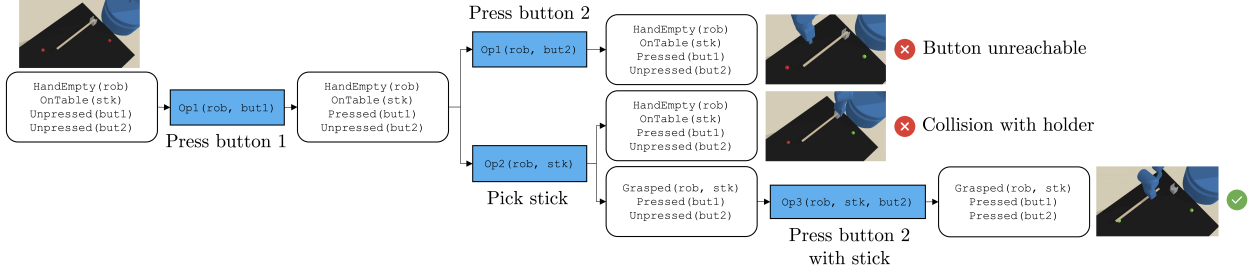 HandEmpty(rob)
OnTable(stk)
Unpressed(but1)
Unpressed(but2)
Op1(rob, but1)
Press button 1
HandEmpty(rob)
OnTable(stk)
Pressed(but1)
Unpressed(but2)
Press button 2
Op1(rob, but2)
HandEmpty(rob)
OnTable(stk)
Pressed(but1)
Unpressed(but2)
Button unreachable
Op2(rob, stk)
Pick stick
HandEmpty(rob)
OnTable(stk)
Pressed(but1)
Unpressed(but2)
Collision with holder
Grasped(rob, stk)
Pressed(but1)
Unpressed(but2)
Op3(rob, stk, but2)
Press button 2
with stick
Grasped(rob, stk)
Pressed(but1)
Pressed(but2)